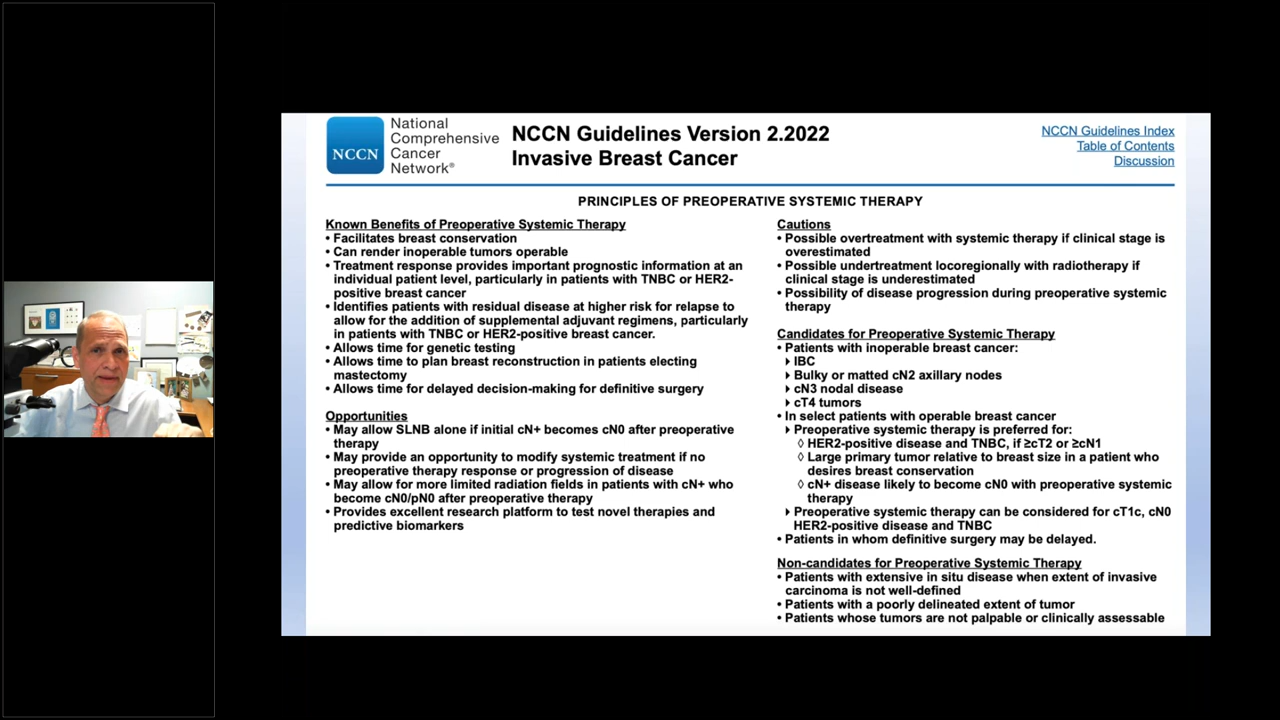 National
Comprehensive
NCCN Cancer
Network®
NCCN Guidelines Version 2.2022
Invasive Breast Cancer
NCCN Guidelines Index
Table of Contents
Discussion
PRINCIPLES OF PREOPERATIVE SYSTEMIC THERAPY
Known Benefits of Preoperative Systemic Therapy
• Facilitates breast conservation
• Can render inoperable tumors operable
• Treatment response provides important prognostic information at an
individual patient level, particularly in patients with TNBC or HER2-
positive breast cancer
• Identifies patients with residual disease at higher risk for relapse to
allow for the addition of supplemental adjuvant regimens, particularly
in patients with TNBC or HER2-positive breast cancer.
• Allows time for genetic testing
• Allows time to plan breast reconstruction in patients electing
mastectomy
• Allows time for delayed decision-making for definitive surgery
Opportunities
• May allow SLNB alone if initial cN+ becomes cN0 after preoperative
therapy
• May provide an opportunity to modify systemic treatment if no
preoperative therapy response or progression of disease
• May allow for more limited radiation fields in patients with cN+ who
become cN0/pN0 after preoperative therapy
• Provides excellent research platform to test novel therapies and
predictive biomarkers
Cautions
• Possible overtreatment with systemic therapy if clinical stage is
overestimated
• Possible undertreatment locoregionally with radiotherapy if
clinical stage is underestimated
• Possibility of disease progression during preoperative systemic
therapy
Candidates for Preoperative Systemic Therapy
• Patients with inoperable breast cancer:
▸ IBC
▸ Bulky or matted cN2 axillary nodes
▸ cN3 nodal disease
▸ cT4 tumors
• In select patients with operable breast cancer
▸ Preoperative systemic therapy is preferred for:
◊ HER2-positive disease and TNBC, if ≥cT2 or ≥cN1
◊ Large primary tumor relative to breast size in a patient who
desires breast conservation
◊ cN+ disease likely to become cN0 with preoperative systemic
therapy
▸ Preoperative systemic therapy can be considered for cT1c, cN0
HER2-positive disease and TNBC
• Patients in whom definitive surgery may be delayed.
Non-candidates for Preoperative Systemic Therapy
• Patients with extensive in situ disease when extent of invasive
carcinoma is not well-defined
• Patients with a poorly delineated extent of tumor
• Patients whose tumors are not palpable or clinically assessable